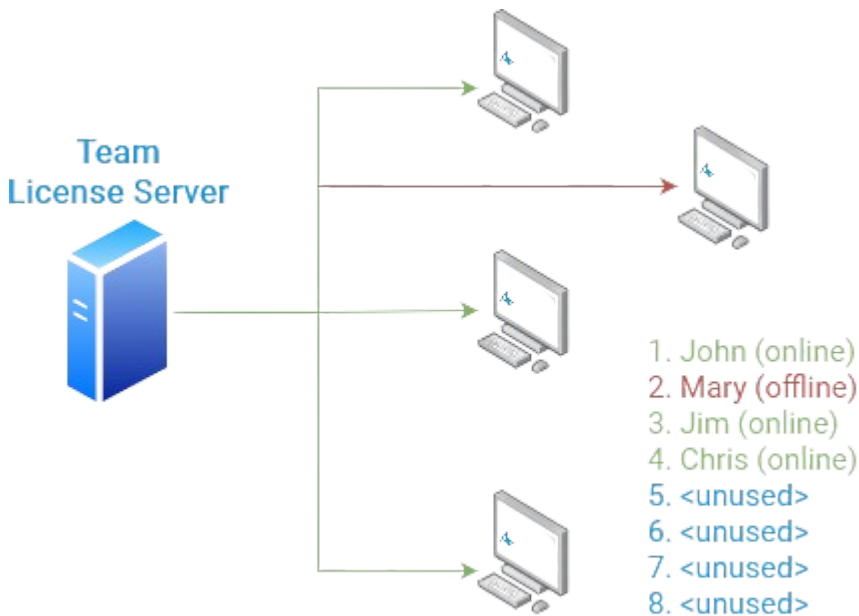 Team
License Server
1. John (online)
2. Mary (offline)
3. Jim (online)
4. Chris (online)
5. <unused>
6. <unused>
7. <unused>
8. <unused>